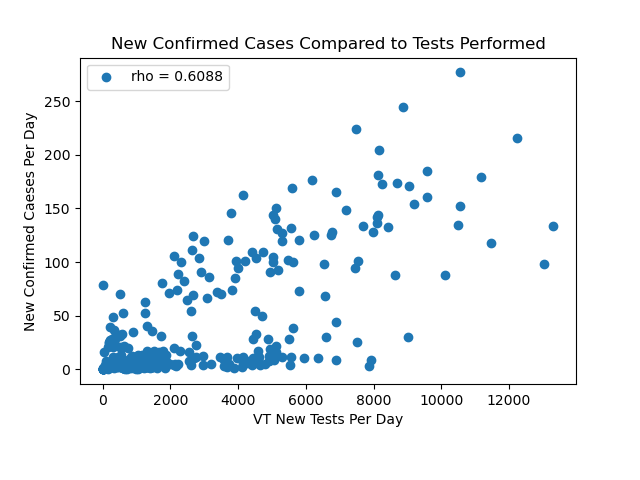 New Confirmed Cases Compared to Tests Performed
rho = 0.6088
250
200
150
100
50
0
New Confirmed Caeses Per Day
0 2000 4000 6000 8000 10000 12000
VT New Tests Per Day